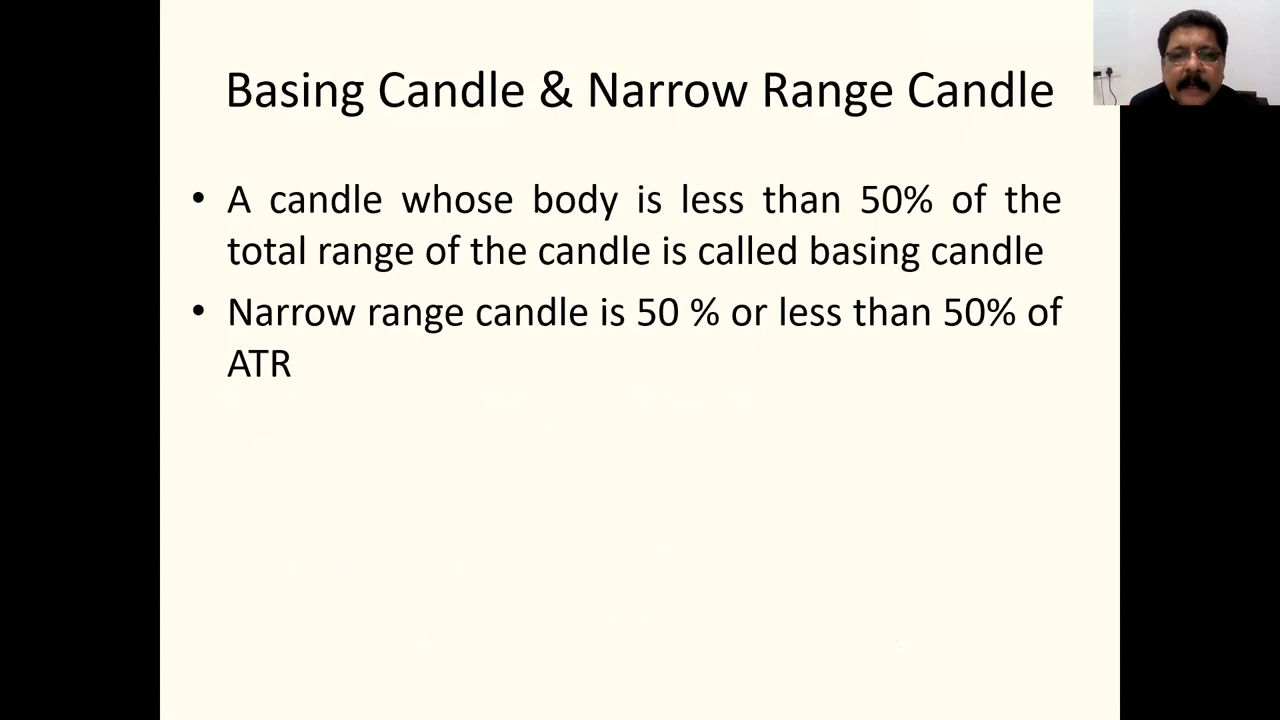 Basing Candle & Narrow Range Candle
• A candle whose body is less than 50% of the
total range of the candle is called basing candle
• Narrow range candle is 50 % or less than 50% of
ATR